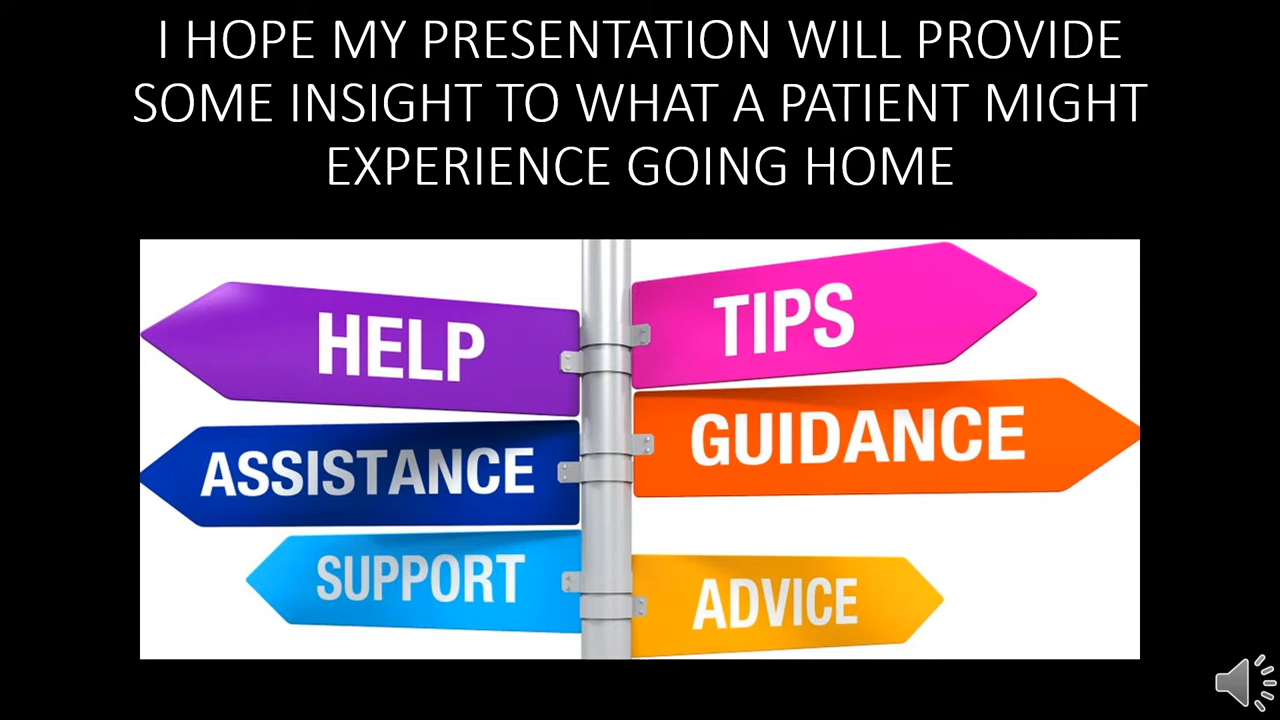 I HOPE MY PRESENTATION WILL PROVIDE
SOME INSIGHT TO WHAT A PATIENT MIGHT
EXPERIENCE GOING HOME
HELP
TIPS
ASSISTANCE
GUIDANCE
SUPPORT
ADVICE